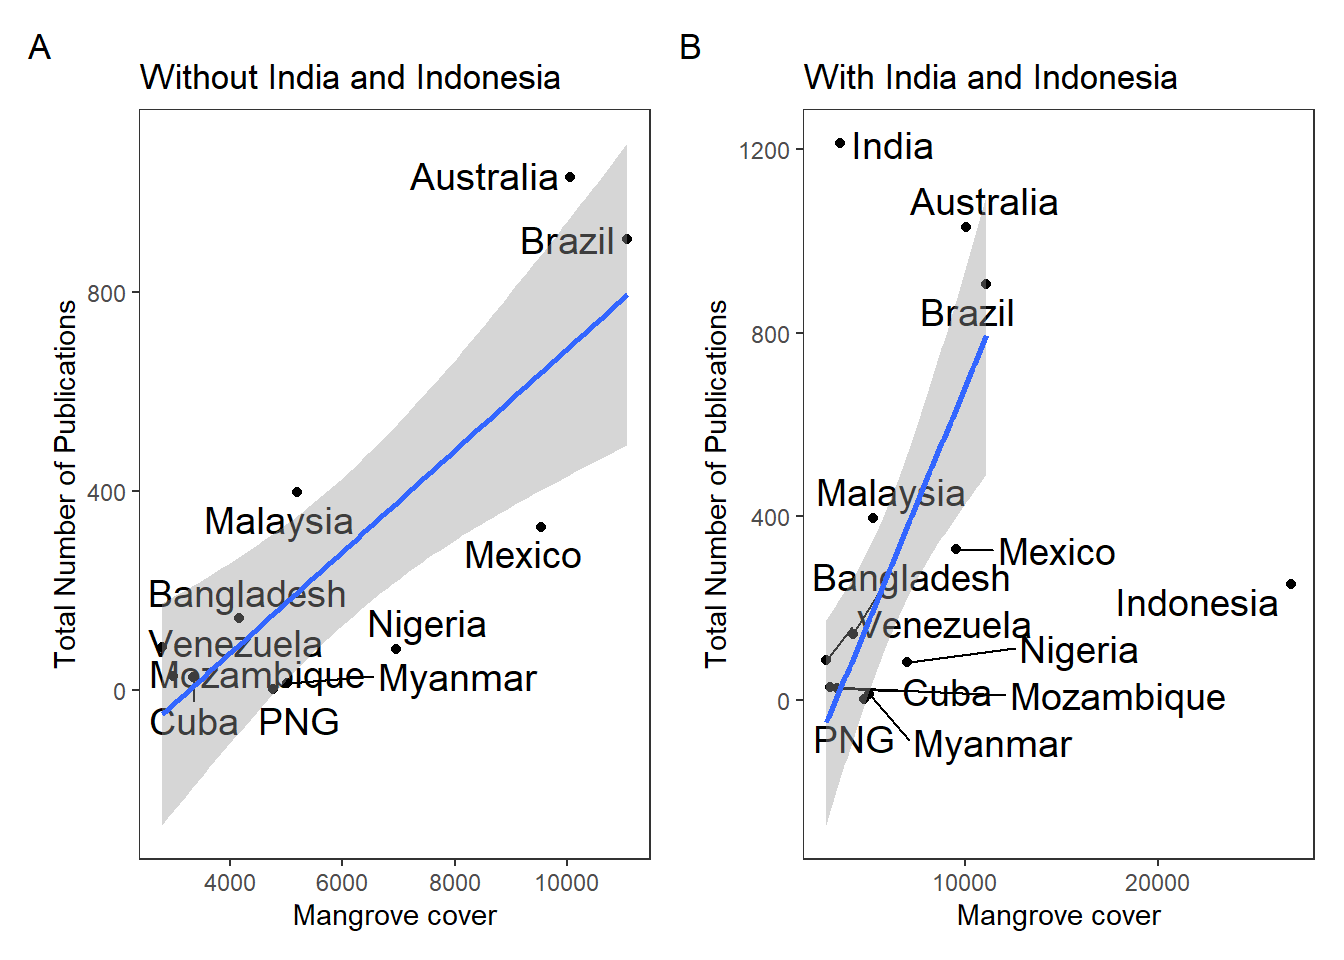 A
Without India and Indonesia
Total Number of Publications
800
400
0
Australia
Brazil
Malaysia
Mexico
Bangladesh
Nigeria
Venezuela
Mozambique
Myanmar
Cuba
PNG
4000
6000
8000
10000
Mangrove cover
B
With India and Indonesia
Total Number of Publications
1200
800
400
0
India
Australia
Brazil
Malaysia
Mexico
Bangladesh
Indonesia
Venezuela
Nigeria
Cuba
Mozambique
PNG
Myanmar
10000
20000
Mangrove cover